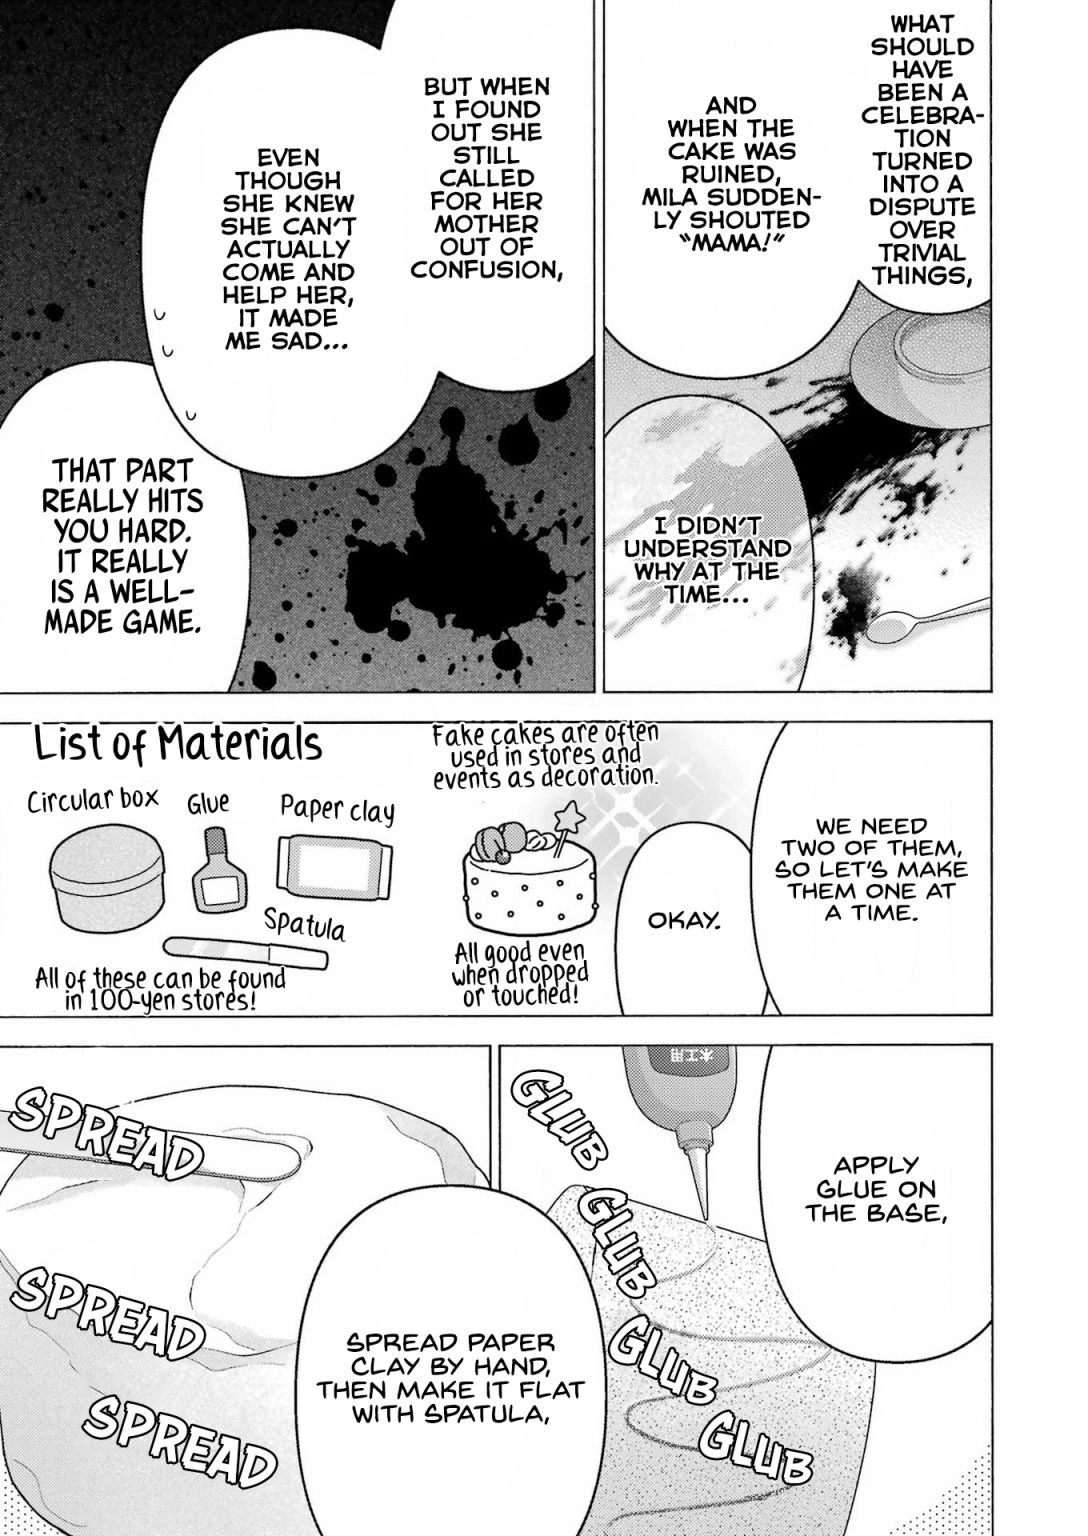 WHAT
SHOULD
HAVE
BEEN A
CELEBRA-
TION
TURNED
INTO A
DISPUTE
OVER
TRIVIAL
THINGS,
AND
WHEN THE
CAKE WAS
RUINED,
MILA SUDDEN-
LY SHOUTED
"MAMA!"
I DIDN'T
UNDERSTAND
WHY AT THE
TIME...
BUT WHEN
I FOUND
OUT SHE
STILL
CALLED
FOR HER
MOTHER
OUT OF
CONFUSION,
EVEN
THOUGH
SHE KNEW
SHE CAN'T
ACTUALLY
COME AND
HELP HER,
IT MADE
ME SAD...
THAT PART
REALLY HITS
YOU HARD.
IT REALLY
IS A WELL-
MADE GAME.
WE NEED
TWO OF THEM,
SO LET'S MAKE
THEM ONE AT
A TIME.
OKAY.
Fake cakes are often
used in stores and
events as decoration.
All good even
when dropped
or touched!
List of Materials
Circular box
Glue
Paper clay
Spatula
All of these can be found
in 100-yen stores!
木工用
APPLY
GLUE ON
THE BASE,
GLUB
GLUB
GLUB
GLUB
SPREAD PAPER
CLAY BY HAND,
THEN MAKE IT FLAT
WITH SPATULA,
SPREAD
SPREAD
SPREAD